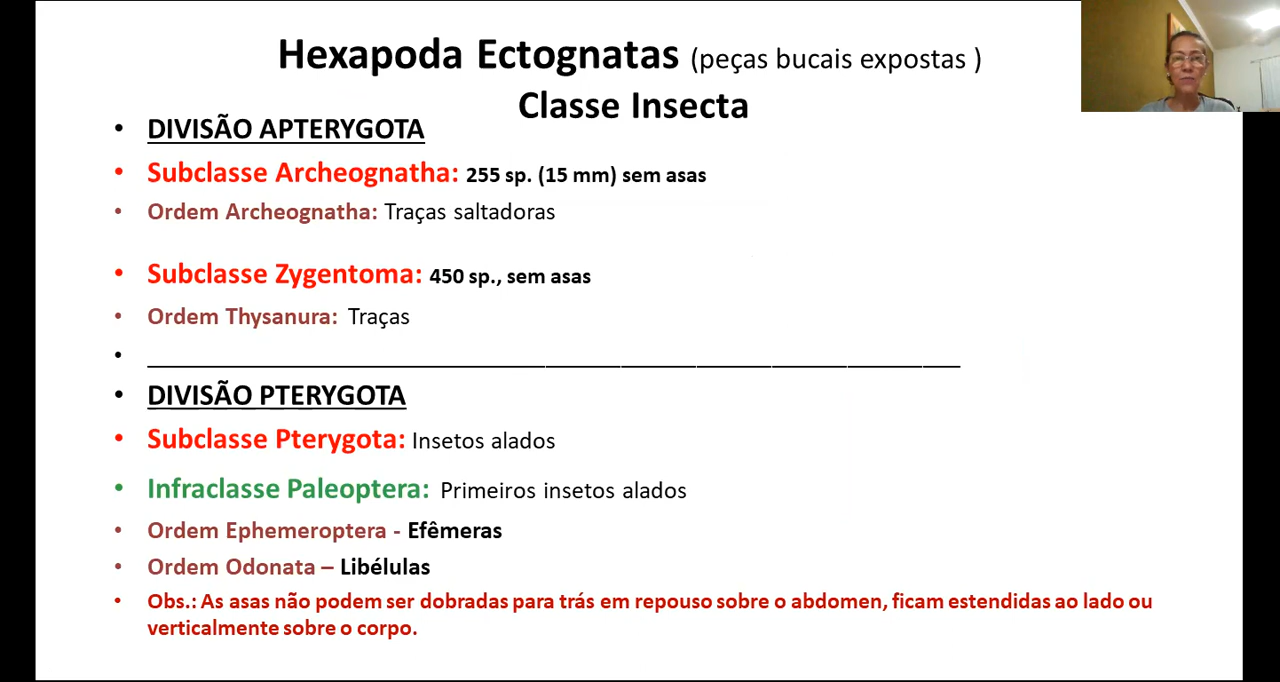 Hexapoda Ectognatas (peças bucais expostas )
Classe Insecta
• DIVISÃO APTERYGOTA
• Subclasse Archeognatha: 255 sp. (15 mm) sem asas
• Ordem Archeognatha: Traças saltadoras
• Subclasse Zygentoma: 450 sp., sem asas
• Ordem Thysanura: Traças
• DIVISÃO PTERYGOTA
• Subclasse Pterygota: Insetos alados
• Infraclasse Paleoptera: Primeiros insetos alados
• Ordem Ephemeroptera - Efêmeras
• Ordem Odonata – Libélulas
• Obs.: As asas não podem ser dobradas para trás em repouso sobre o abdomen, ficam estendidas ao lado ou
verticalmente sobre o corpo.